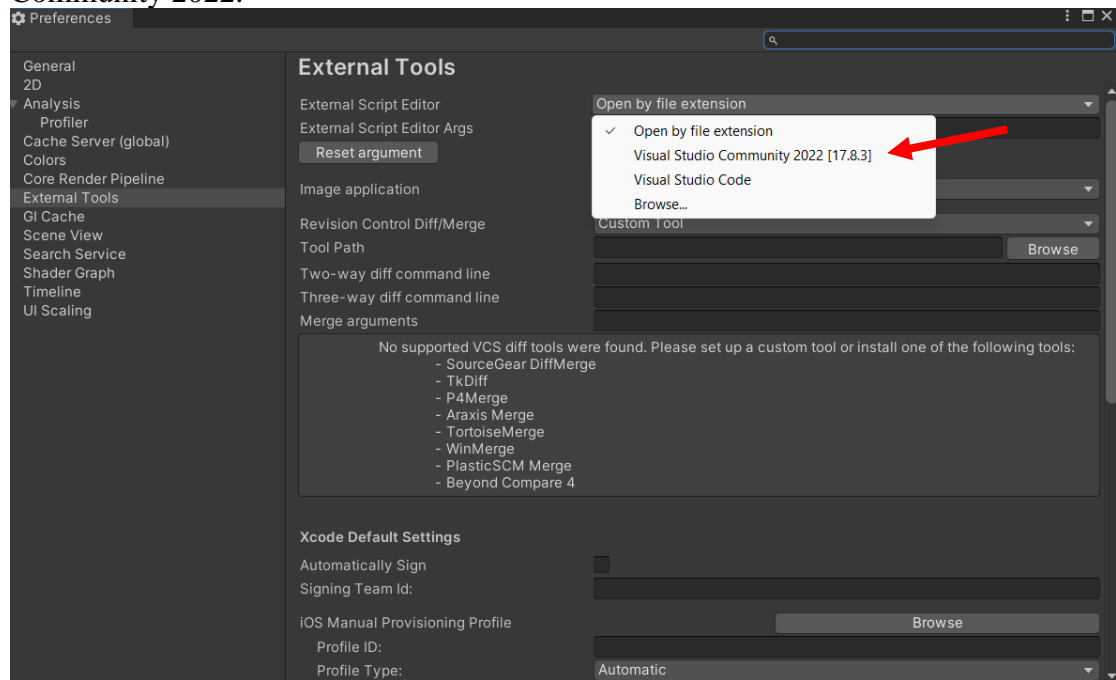 Community 2022.
Preferences
General
2D
Analysis
Profiler
Cache Server (global)
Colors
Core Render Pipeline
External Tools
GI Cache
Scene View
Search Service
Shader Graph
Timeline
UI Scaling
External Tools
External Script Editor
Open by file extension
External Script Editor Args
Reset argument
Open by file extension
Visual Studio Community 2022 [17.8.3]
Visual Studio Code
Browse...
Image application
Revision Control Diff/Merge
Custom Tool
Tool Path
Browse
Two-way diff command line
Three-way diff command line
Merge arguments
No supported VCS diff tools were found. Please set up a custom tool or install one of the following tools:
- SourceGear DiffMerge
- TkDiff
- P4Merge
- Araxis Merge
- TortoiseMerge
- WinMerge
- PlasticSCM Merge
- Beyond Compare 4
Xcode Default Settings
Automatically Sign
Signing Team Id:
iOS Manual Provisioning Profile
Browse
Profile ID:
Profile Type:
Automatic